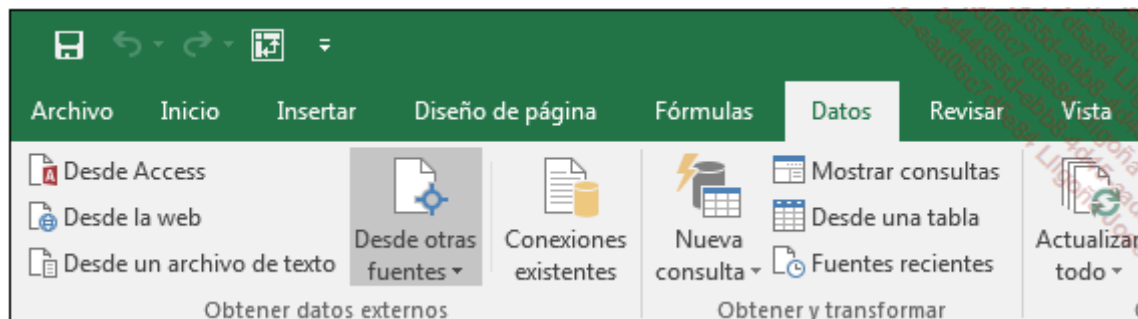 Archivo Inicio Insertar Diseño de página Fórmulas Datos Revisar Vista
Desde Access
Desde la web
Desde un archivo de texto
Desde otras
fuentes
Conexiones
existentes
Nueva
consulta
Mostrar consultas
Desde una tabla
Fuentes recientes
Actualizar
todo
Obtener datos externos
Obtener y transformar